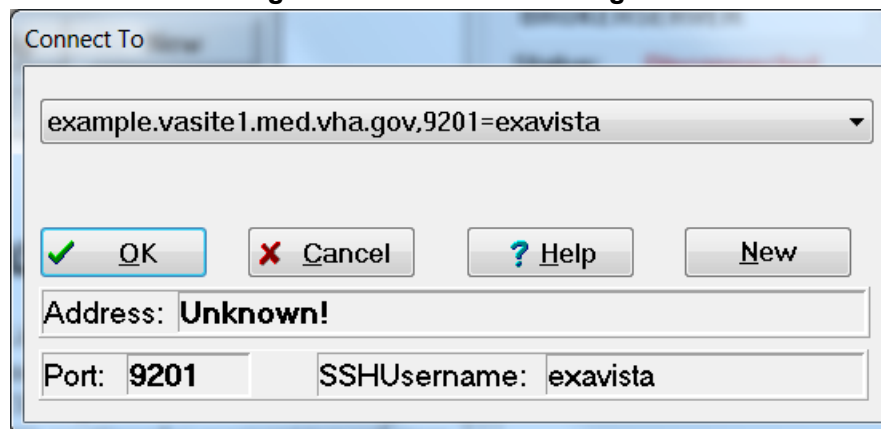 Connect To
example.vasite1.med.vha.gov,9201=exavista
OK Cancel ? Help New
Address: Unknown!
Port: 9201 SSHUsername: exavista